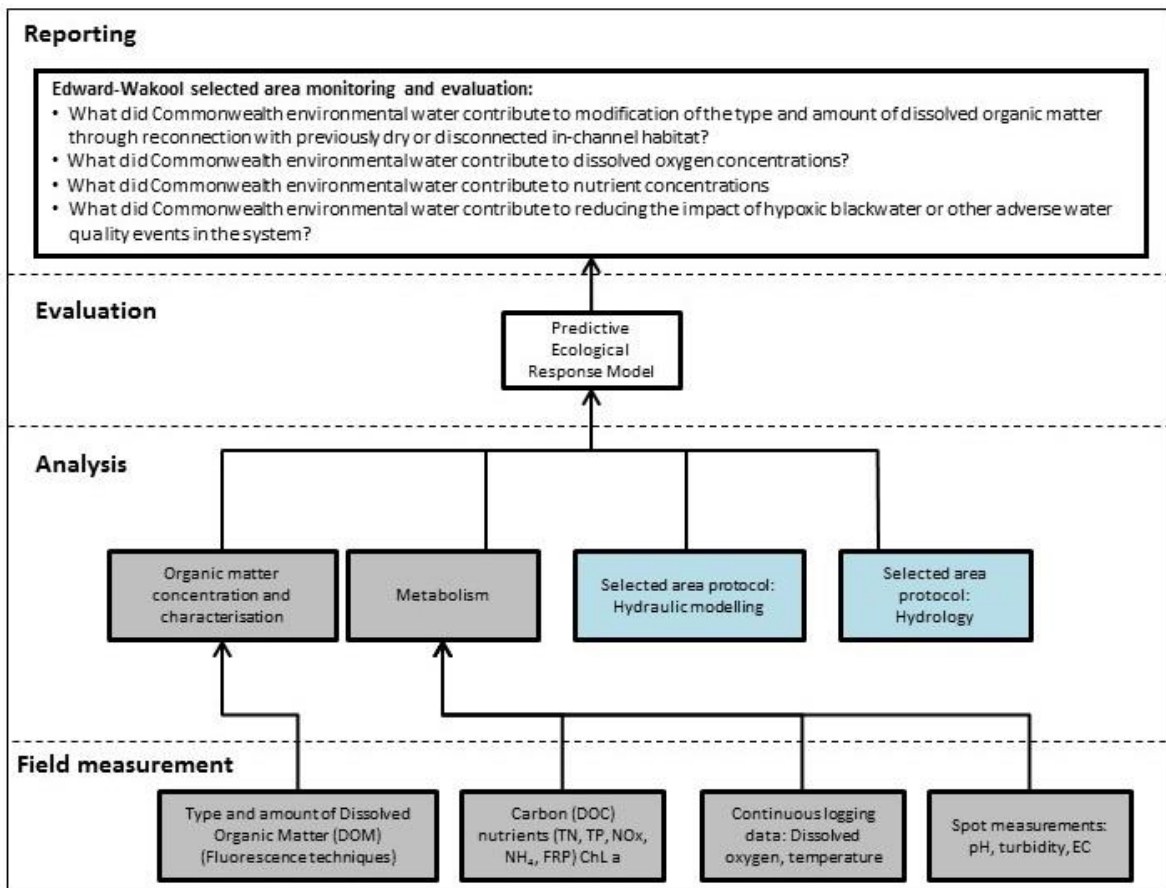 Reporting
Edward-Wakool selected area monitoring and evaluation:
• What did Commonwealth environmental water contribute to modification of the type and amount of dissolved organic matter
through reconnection with previously dry or disconnected in-channel habitat?
• What did Commonwealth environmental water contribute to dissolved oxygen concentrations?
• What did Commonwealth environmental water contribute to nutrient concentrations
• What did Commonwealth environmental water contribute to reducing the impact of hypoxic blackwater or other adverse water
quality events in the system?
Evaluation
Predictive
Ecological
Response Model
Analysis
Organic matter
concentration and
characterisation
Metabolism
Selected area protocol:
Hydraulic modelling
Selected area
protocol:
Hydrology
Field measurement
Type and amount of Dissolved
Organic Matter (DOM)
(Fluorescence techniques)
Carbon (DOC)
nutrients (TN, TP, NOx,
NH₄, FRP) ChL a
Continuous logging
data: Dissolved
oxygen, temperature
Spot measurements:
pH, turbidity, EC